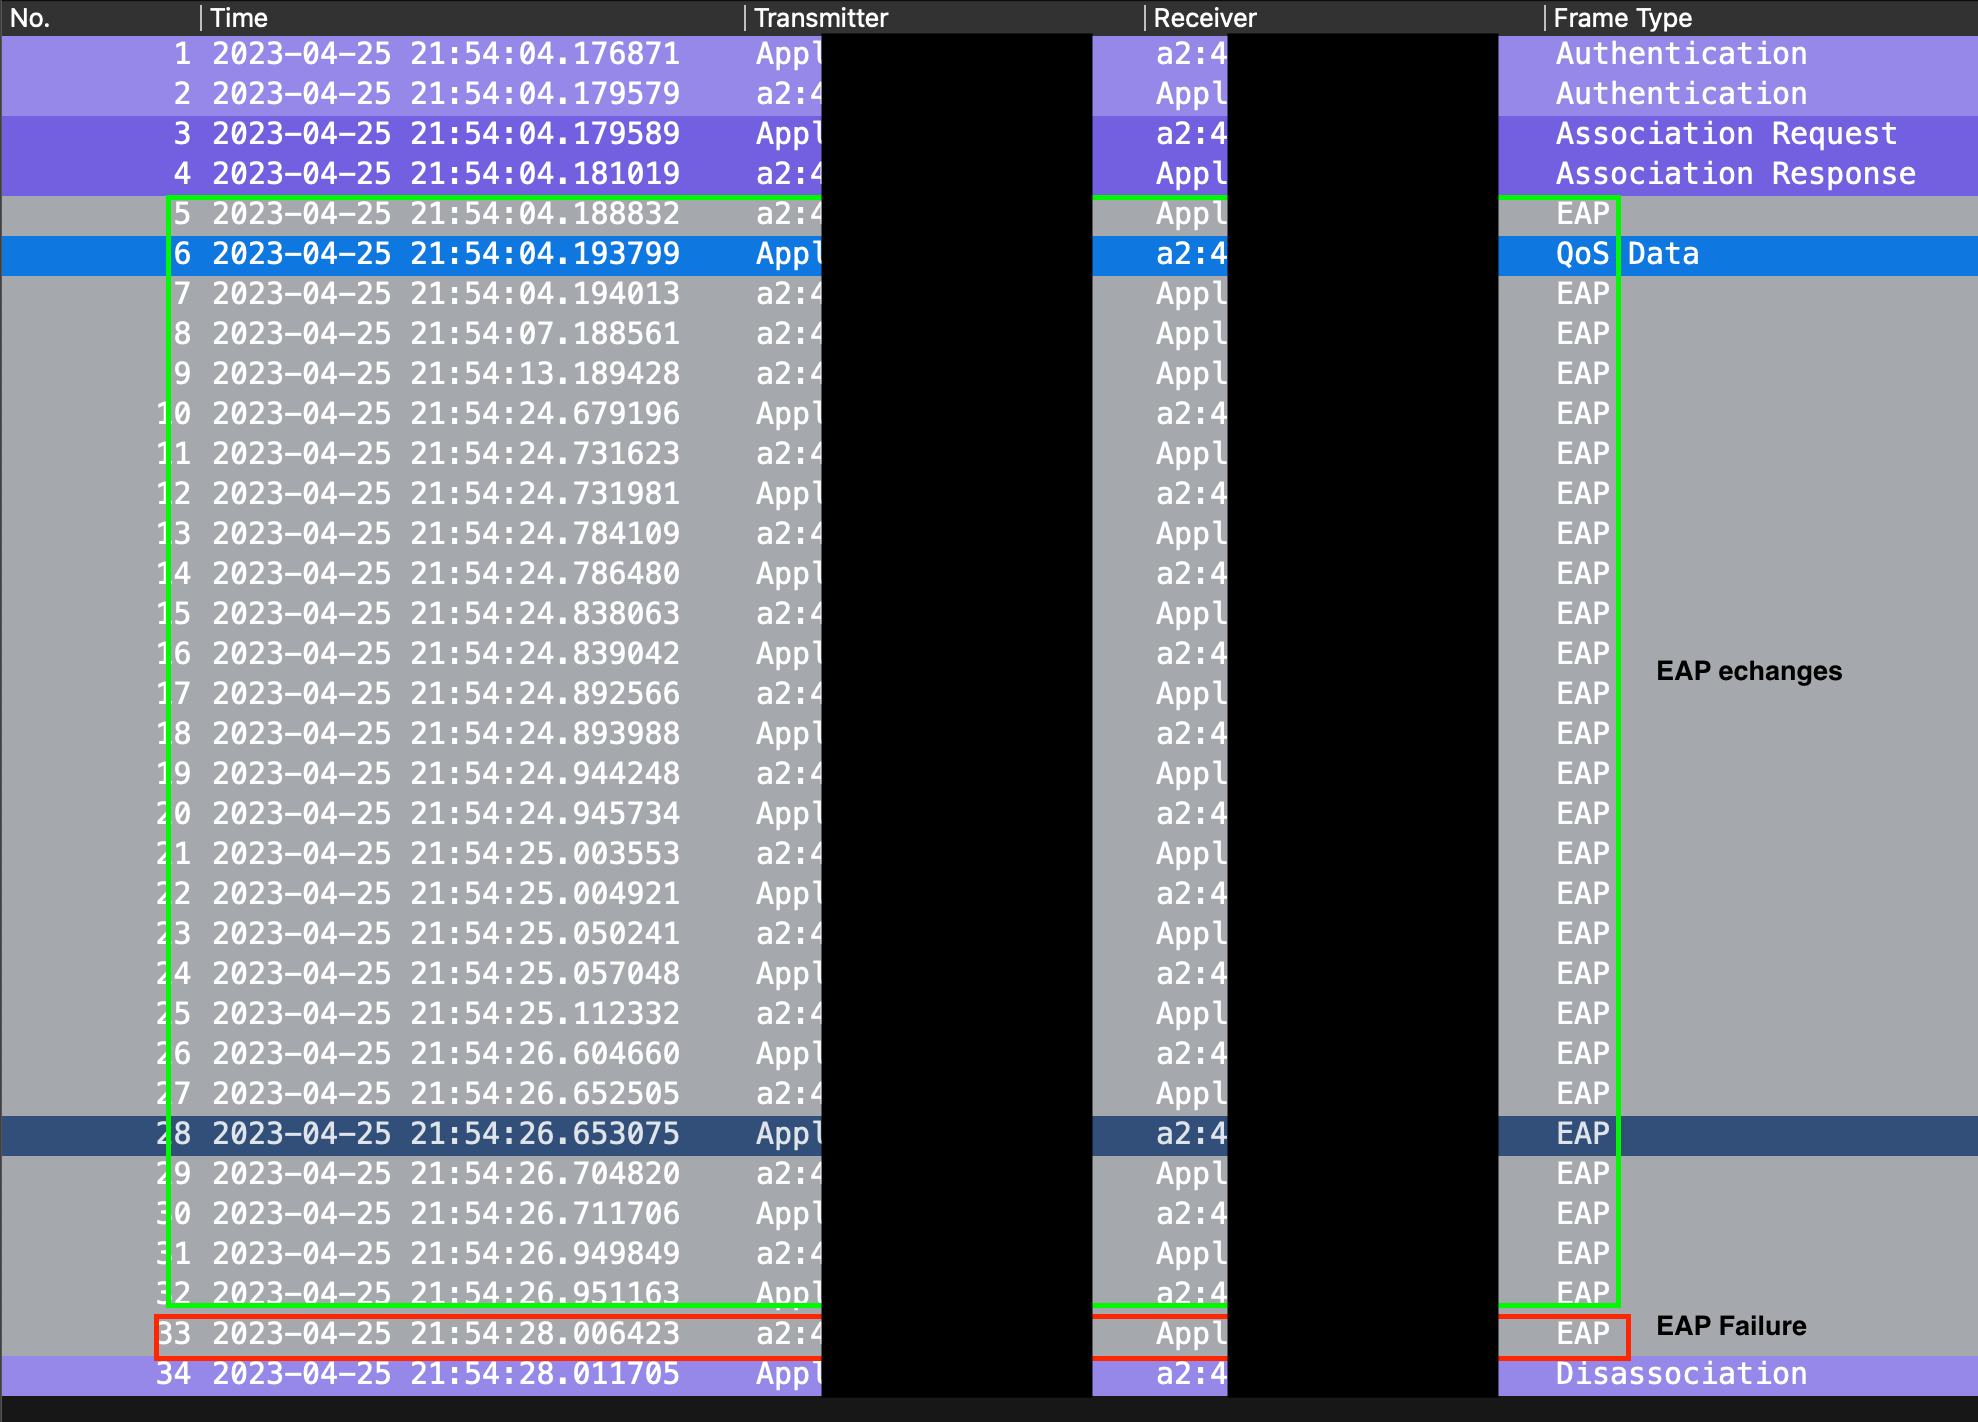 No. Time Transmitter Receiver Frame Type
1 2023-04-25 21:54:04.176871 Appl a2:4 Authentication
2 2023-04-25 21:54:04.179579 a2:4 Appl Authentication
3 2023-04-25 21:54:04.179589 Appl a2:4 Association Request
4 2023-04-25 21:54:04.181019 a2:4 Appl Association Response
5 2023-04-25 21:54:04.188832 a2:4 Appl EAP
6 2023-04-25 21:54:04.193799 Appl a2:4 QoS Data
7 2023-04-25 21:54:04.194013 a2:4 Appl EAP
8 2023-04-25 21:54:07.188561 a2:4 Appl EAP
9 2023-04-25 21:54:13.189428 a2:4 Appl EAP
10 2023-04-25 21:54:24.679196 Appl a2:4 EAP
11 2023-04-25 21:54:24.731623 a2:4 Appl EAP
12 2023-04-25 21:54:24.731981 Appl a2:4 EAP
13 2023-04-25 21:54:24.784109 a2:4 Appl EAP
14 2023-04-25 21:54:24.786480 Appl a2:4 EAP
15 2023-04-25 21:54:24.838063 a2:4 Appl EAP
16 2023-04-25 21:54:24.839042 Appl a2:4 EAP
EAP echanges
17 2023-04-25 21:54:24.892566 a2:4 Appl EAP
18 2023-04-25 21:54:24.893988 Appl a2:4 EAP
19 2023-04-25 21:54:24.944248 a2:4 Appl EAP
20 2023-04-25 21:54:24.945734 Appl a2:4 EAP
21 2023-04-25 21:54:25.003553 a2:4 Appl EAP
22 2023-04-25 21:54:25.004921 Appl a2:4 EAP
23 2023-04-25 21:54:25.050241 a2:4 Appl EAP
24 2023-04-25 21:54:25.057048 Appl a2:4 EAP
25 2023-04-25 21:54:25.112332 a2:4 Appl EAP
26 2023-04-25 21:54:26.604660 Appl a2:4 EAP
27 2023-04-25 21:54:26.652505 a2:4 Appl EAP
28 2023-04-25 21:54:26.653075 Appl a2:4 EAP
29 2023-04-25 21:54:26.704820 a2:4 Appl EAP
30 2023-04-25 21:54:26.711706 Appl a2:4 EAP
31 2023-04-25 21:54:26.949849 a2:4 Appl EAP
32 2023-04-25 21:54:26.951163 Appl a2:4 EAP
33 2023-04-25 21:54:28.006423 a2:4 Appl EAP EAP Failure
34 2023-04-25 21:54:28.011705 Appl a2:4 Disassociation